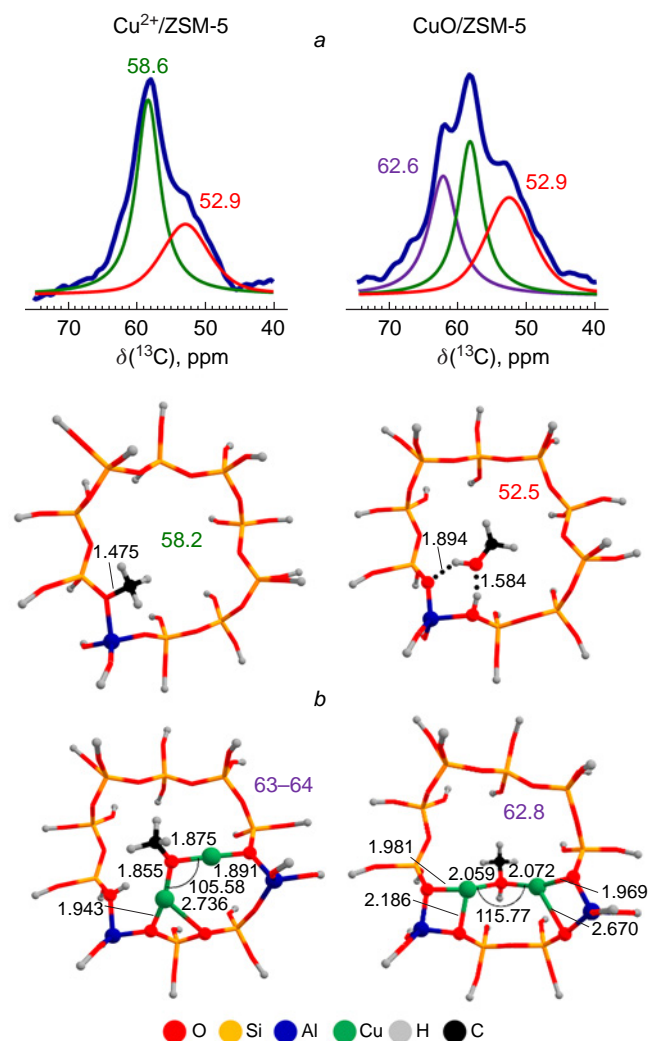 Cu²⁺/ZSM-5
a
CuO/ZSM-5
58.6
52.9
62.6
52.9
70 60 50 40
δ(¹³C), ppm
70 60 50 40
δ(¹³C), ppm
58.2
1.475
52.5
1.894
1.584
b
63–64
1.875
1.855
1.891
105.58
2.736
1.943
62.8
1.981
2.059
2.072
1.969
2.186
115.77
2.670
O Si Al Cu H C